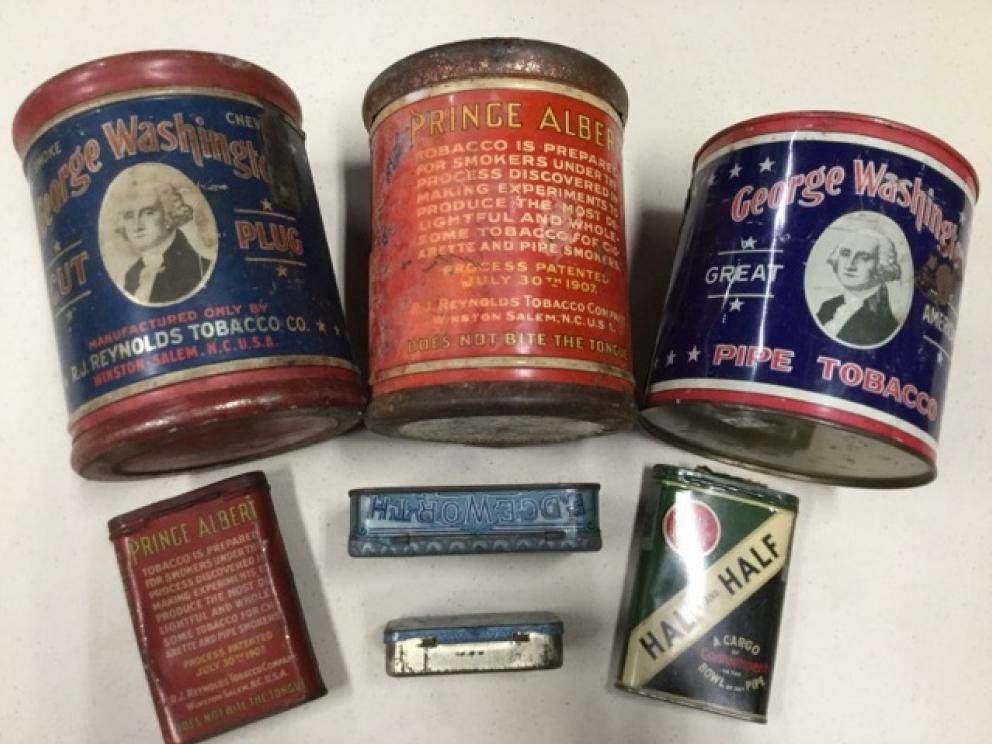 SMOKE CHEW
George Washington
CUT PLUG
MANUFACTURED ONLY BY
R.J. REYNOLDS TOBACCO CO.
WINSTON-SALEM, N.C. U.S.A.
PRINCE ALBER
TOBACCO IS PREPARED
FOR SMOKERS UNDER THE
PROCESS DISCOVERED IN
MAKING EXPERIMENTS TO
PRODUCE THE MOST DE-
LIGHTFUL AND WHOLE-
SOME TOBACCO FOR CIG-
ARETTE AND PIPE SMOKERS.
PROCESS PATENTED
JULY 30TH 1907.
R.J. REYNOLDS TOBACCO COMPANY
WINSTON SALEM, N.C. U.S.A.
DOES NOT BITE THE TONGUE
George Washington
GREAT
AMERI
PIPE TOBACCO
PRINCE ALBERT
TOBACCO IS PREPARED
FOR SMOKERS UNDER THE
PROCESS DISCOVERED I
MAKING EXPERIMENTS
PRODUCE THE MOST D
LIGHTFUL AND WHOLE
SOME TOBACCO FOR CI
ARETTE AND PIPE SMOKERS
PROCESS PATENTED
JULY 30TH 1907.
R.J. REYNOLDS TOBACCO COMPANY
WINSTON SALEM, N.C. U.S.A.
DOES NOT BITE THE TONGUE
EDGEWORTH
HALF AND HALF
A CARGO
OF
Contentment
IN THE
BOWL OF ANY PIPE